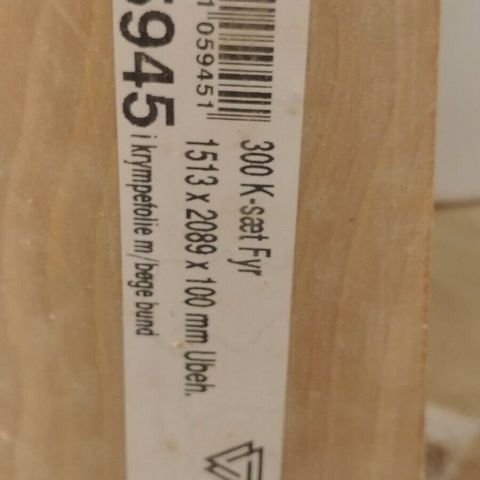 1 059451
300 K-sæt Fyr
1513 x 2089 x 100 mm Ubeh.
5945
i krympefolie m/bøge bund